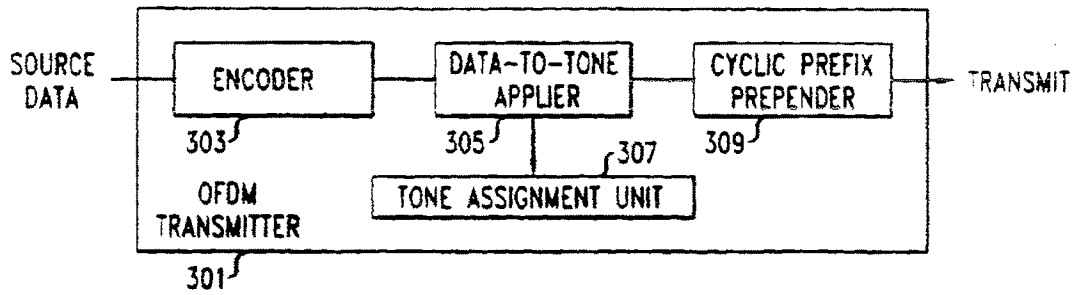 SOURCE
DATA
ENCODER
303
DATA-TO-TONE
APPLIER
305
CYCLIC PREFIX
PREPENDER
309
TRANSMIT
307
TONE ASSIGNMENT UNIT
OFDM
TRANSMITTER
301